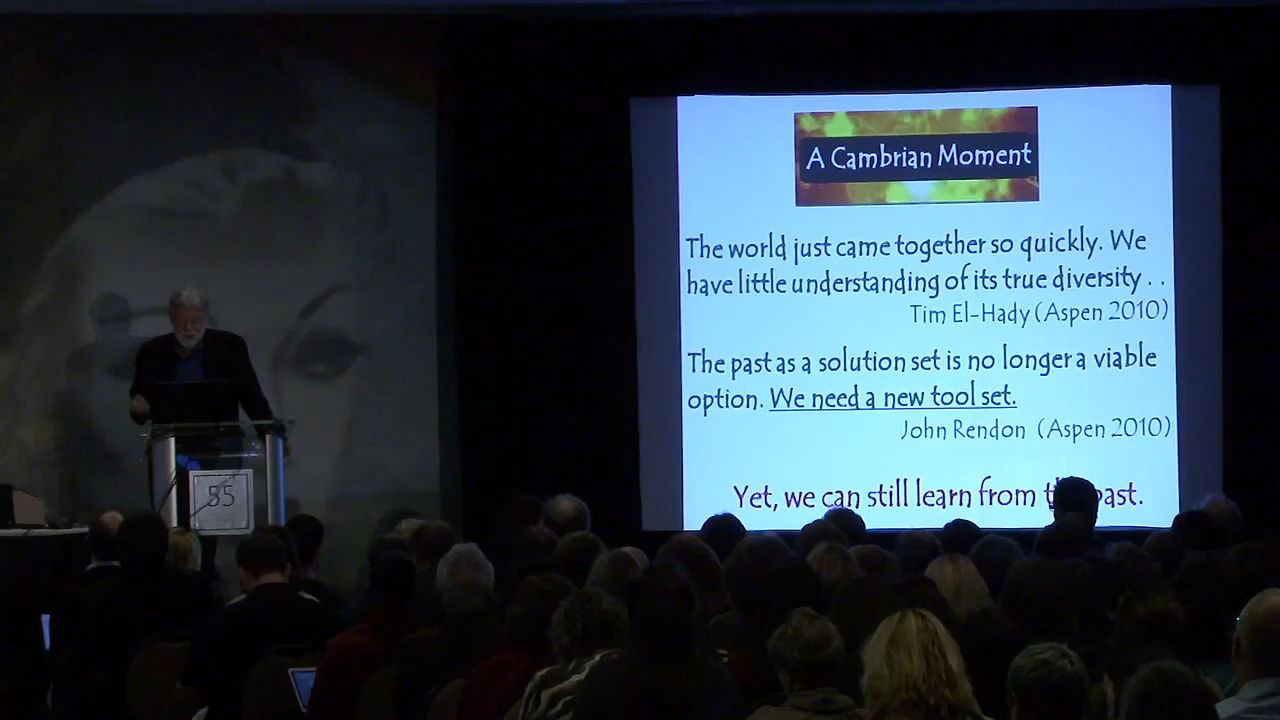 A Cambrian Moment
The world just came together so quickly. We
have little understanding of its true diversity . .
Tim El-Hady (Aspen 2010)
The past as a solution set is no longer a viable
option. We need a new tool set.
John Rendon (Aspen 2010)
Yet, we can still learn from past.
55